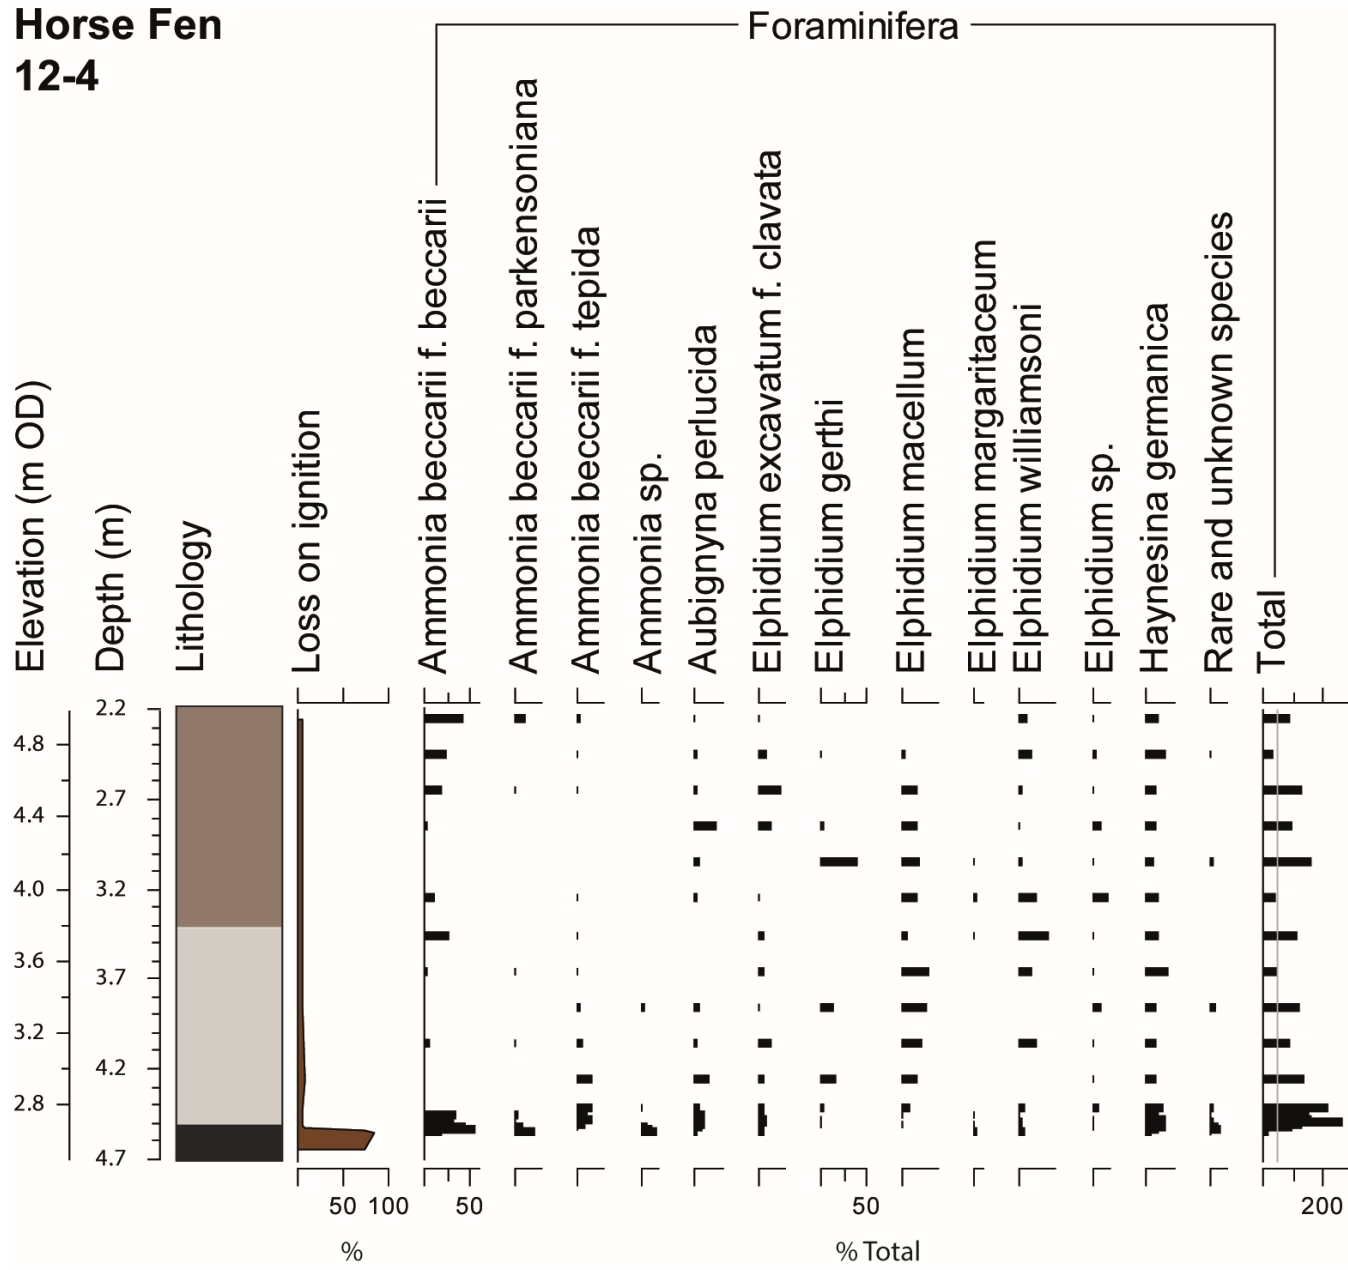 Horse Fen
12-4
Foraminifera
Elevation (m OD)
Depth (m)
Lithology
Loss on ignition
Ammonia beccarii f. beccarii
Ammonia beccarii f. parkensoniana
Ammonia beccarii f. tepida
Ammonia sp.
Aubignyna perlucida
Elphidium excavatum f. clavata
Elphidium gerthi
Elphidium macellum
Elphidium margaritaceum
Elphidium williamsoni
Elphidium sp.
Haynesina germanica
Rare and unknown species
Total
2.2
4.8
2.7
4.4
4.0
3.2
3.6
3.7
3.2
4.2
2.8
4.7
50 100 50 50 200
% % Total